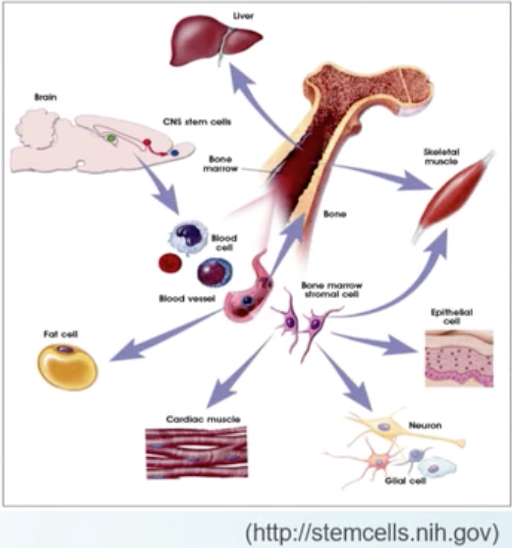 Liver
Brain
CNS stem cells
Bone
marrow
Skeletal
muscle
Bone
Blood
cell
Blood vessel
Bone marrow
stromal cell
Epithelial
cell
Fat cell
Cardiac muscle
Neuron
Glial cell
(http://stemcells.nih.gov)